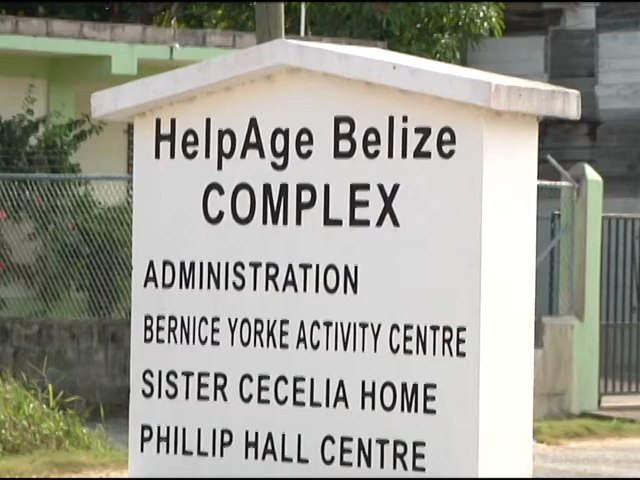 HelpAge Belize
COMPLEX
ADMINISTRATION
BERNICE YORKE ACTIVITY CENTRE
SISTER CECELIA HOME
PHILLIP HALL CENTRE